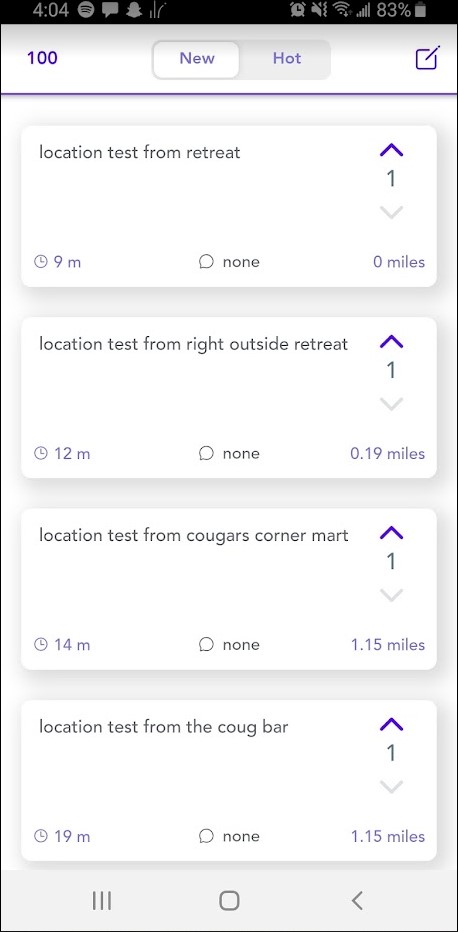 4:04 83%
100 New Hot
location test from retreat
1
9 m none 0 miles
location test from right outside retreat
1
12 m none 0.19 miles
location test from cougars corner mart
1
14 m none 1.15 miles
location test from the coug bar
1
19 m none 1.15 miles